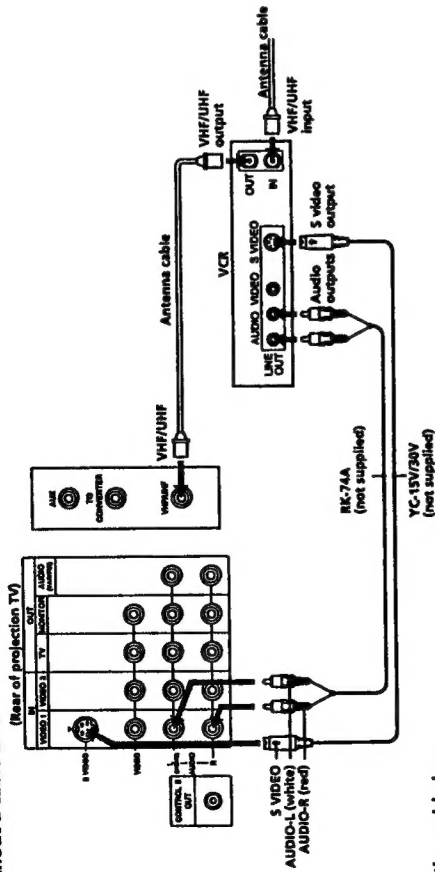 (Rear of projection TV)
IN
OUT
VIDEO 1
VIDEO 2
TV
MONITOR
AUDIO
S VIDEO
VIDEO
AUDIO
R
CONTROL S
OUT
AUX
TO
CONVERTER
VHF/UHF
VHF/UHF
Antenna cable
VHF/UHF
output
Antenna cable
VHF/UHF
input
VCR
OUT
IN
AUDIO
VIDEO
S VIDEO
LINE
OUT
Audio
outputs
S video
output
S VIDEO
AUDIO-L (white)
AUDIO-R (red)
RK-74A
(not supplied)
YC-15V/30V
(not supplied)